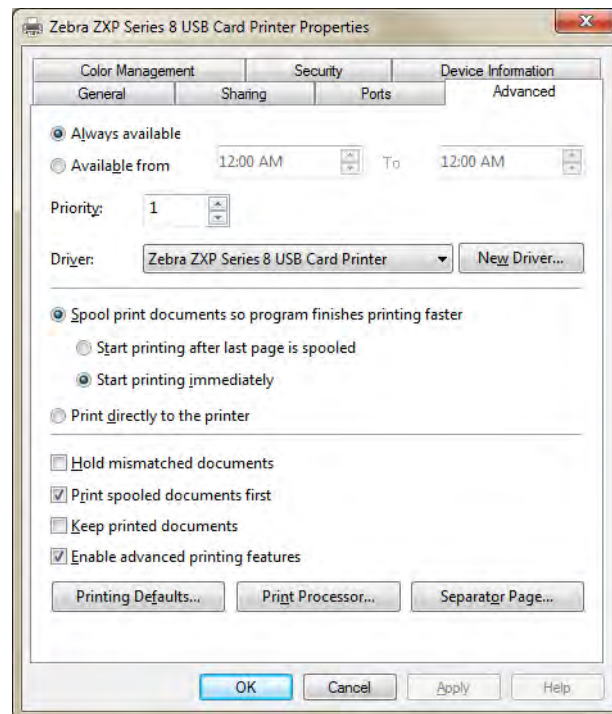 Zebra ZXP Series 8 USB Card Printer Properties
Color Management Security Device Information
General Sharing Ports Advanced
Always available
Available from 12:00 AM To 12:00 AM
Priority: 1
Driver: Zebra ZXP Series 8 USB Card Printer New Driver...
Spool print documents so program finishes printing faster
Start printing after last page is spooled
Start printing immediately
Print directly to the printer
Hold mismatched documents
Print spooled documents first
Keep printed documents
Enable advanced printing features
Printing Defaults... Print Processor... Separator Page...
OK Cancel Apply Help